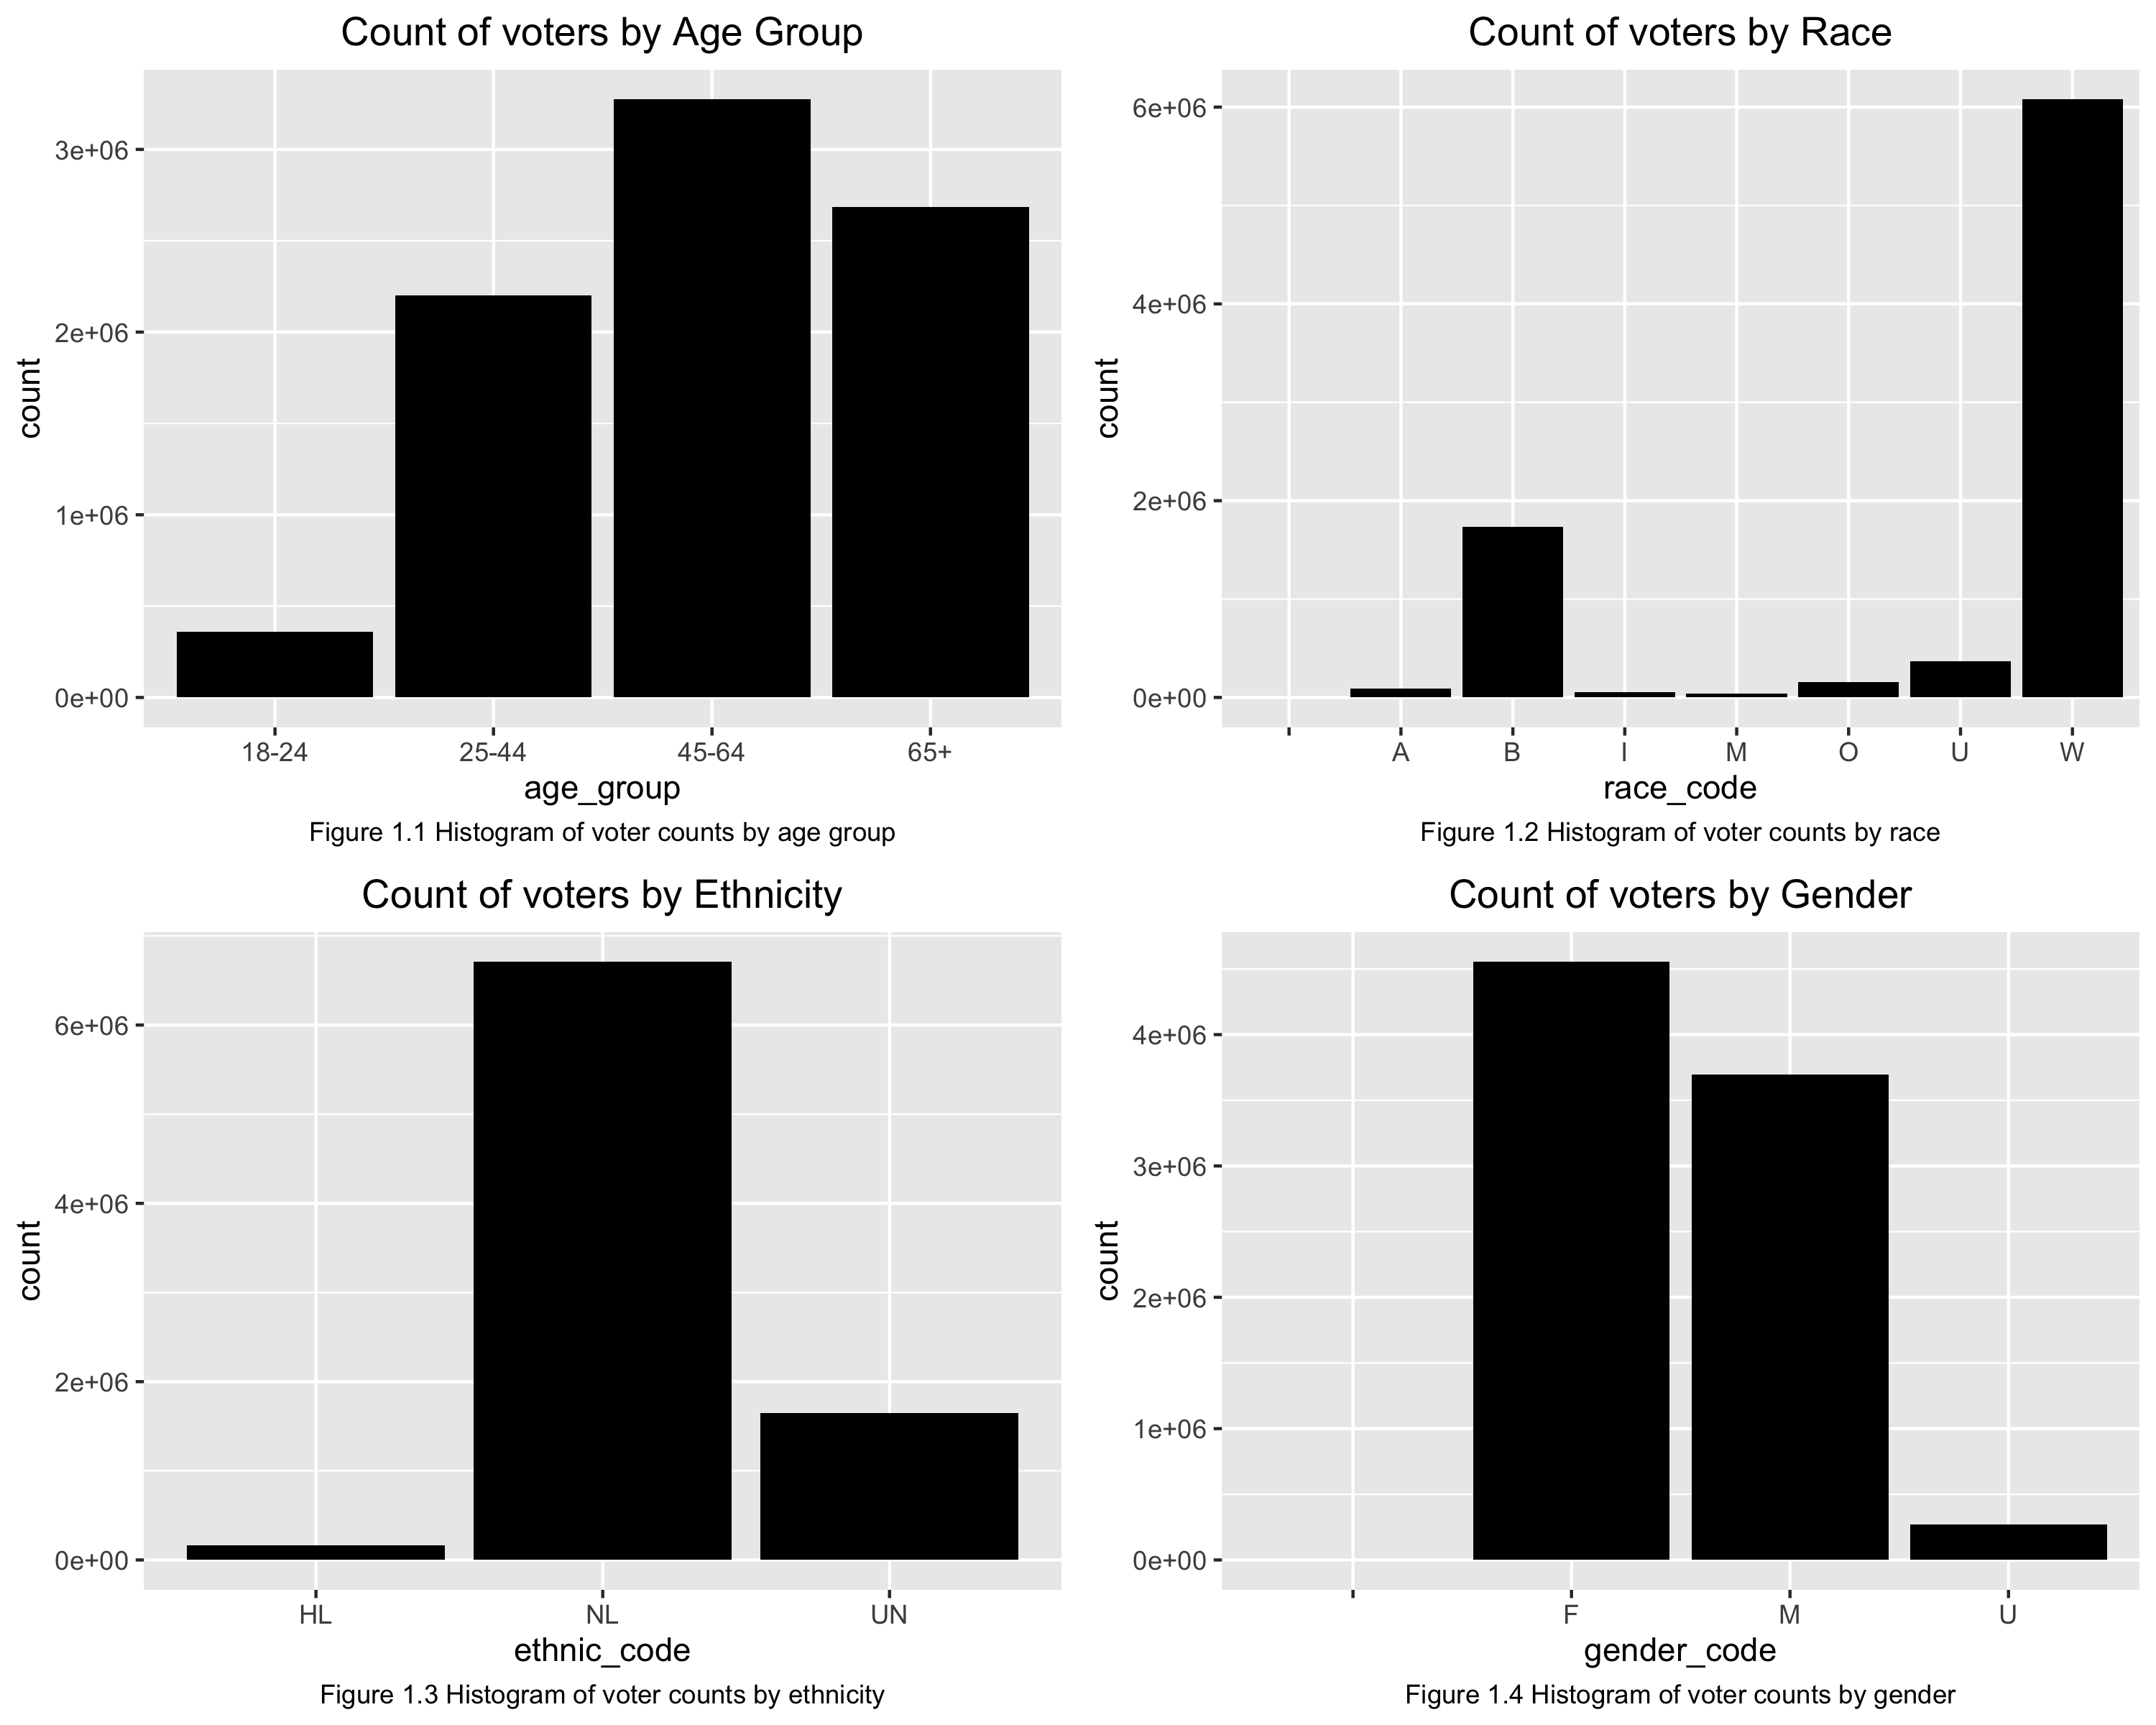 Count of voters by Age Group
count
3e+06
2e+06
1e+06
0e+00
18-24 25-44 45-64 65+
age_group
Figure 1.1 Histogram of voter counts by age group
Count of voters by Race
count
6e+06
4e+06
2e+06
0e+00
A B I M O U W
race_code
Figure 1.2 Histogram of voter counts by race
Count of voters by Ethnicity
count
6e+06
4e+06
2e+06
0e+00
HL NL UN
ethnic_code
Figure 1.3 Histogram of voter counts by ethnicity
Count of voters by Gender
count
4e+06
3e+06
2e+06
1e+06
0e+00
F M U
gender_code
Figure 1.4 Histogram of voter counts by gender